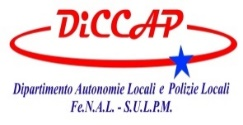 DiCCAP
Dipartimento Autonomie Locali e Polizie Locali
Fe.N.A.L. - S.U.L.P.M.